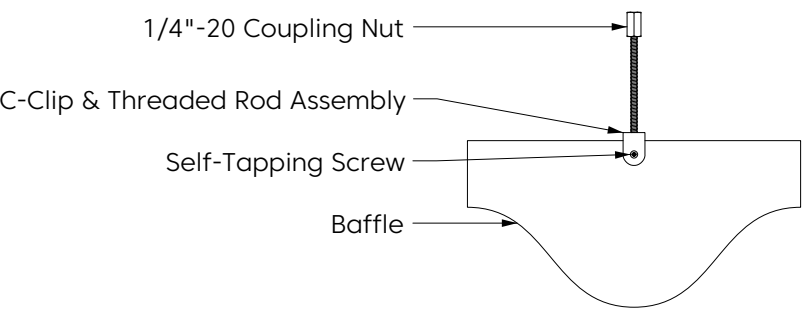 1/4"-20 Coupling Nut
C-Clip & Threaded Rod Assembly
Self-Tapping Screw
Baffle